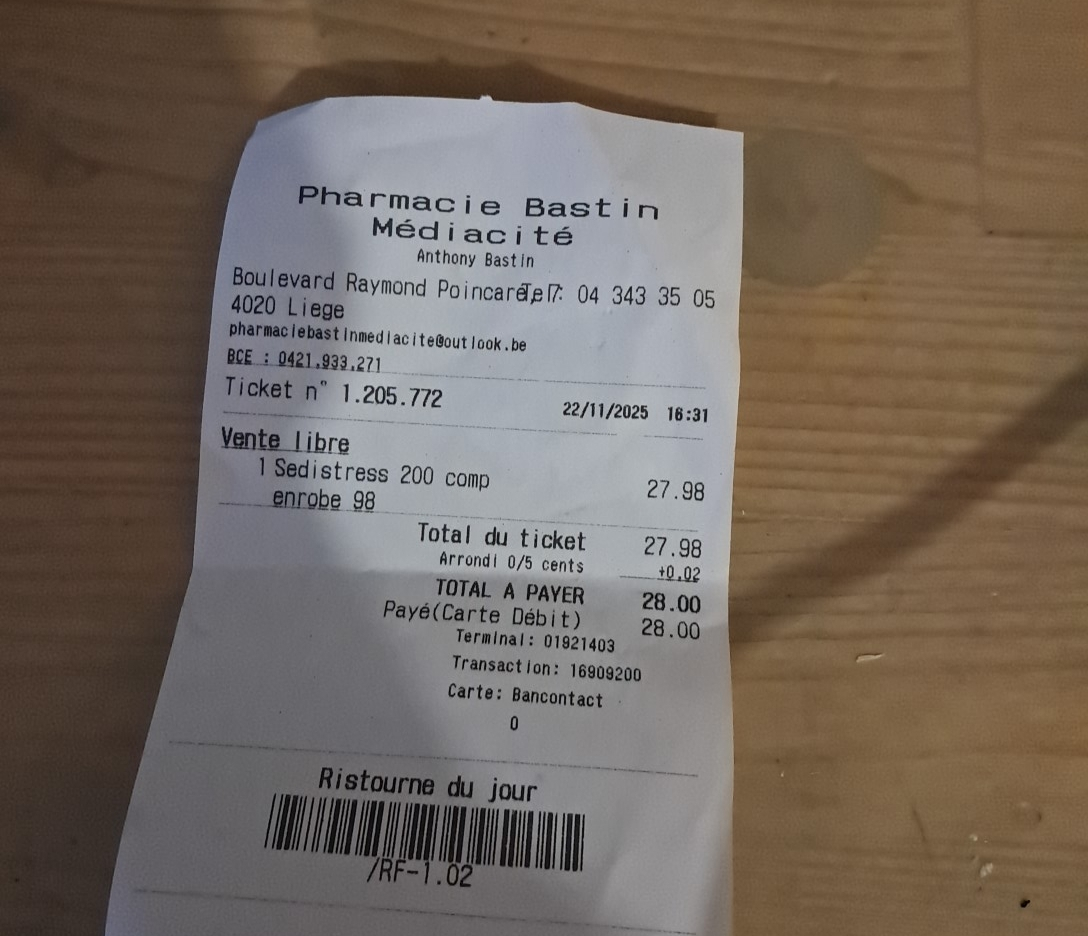 Pharmacie Bastin
Médiacité
Anthony Bastin
Boulevard Raymond Poincaré 7 Tel: 04 343 35 05
4020 Liege
pharmaciebastinmediacite@outlook.be
BCE : 0421.933.271
Ticket n° 1.205.772 22/11/2025 16:31
Vente libre
1 Sedistress 200 comp 27.98
enrobe 98
Total du ticket 27.98
Arrondi 0/5 cents +0.02
TOTAL A PAYER 28.00
Payé(Carte Débit) 28.00
Terminal: 01921403
Transaction: 16909200
Carte: Bancontact
0
Ristourne du jour
/RF-1.02